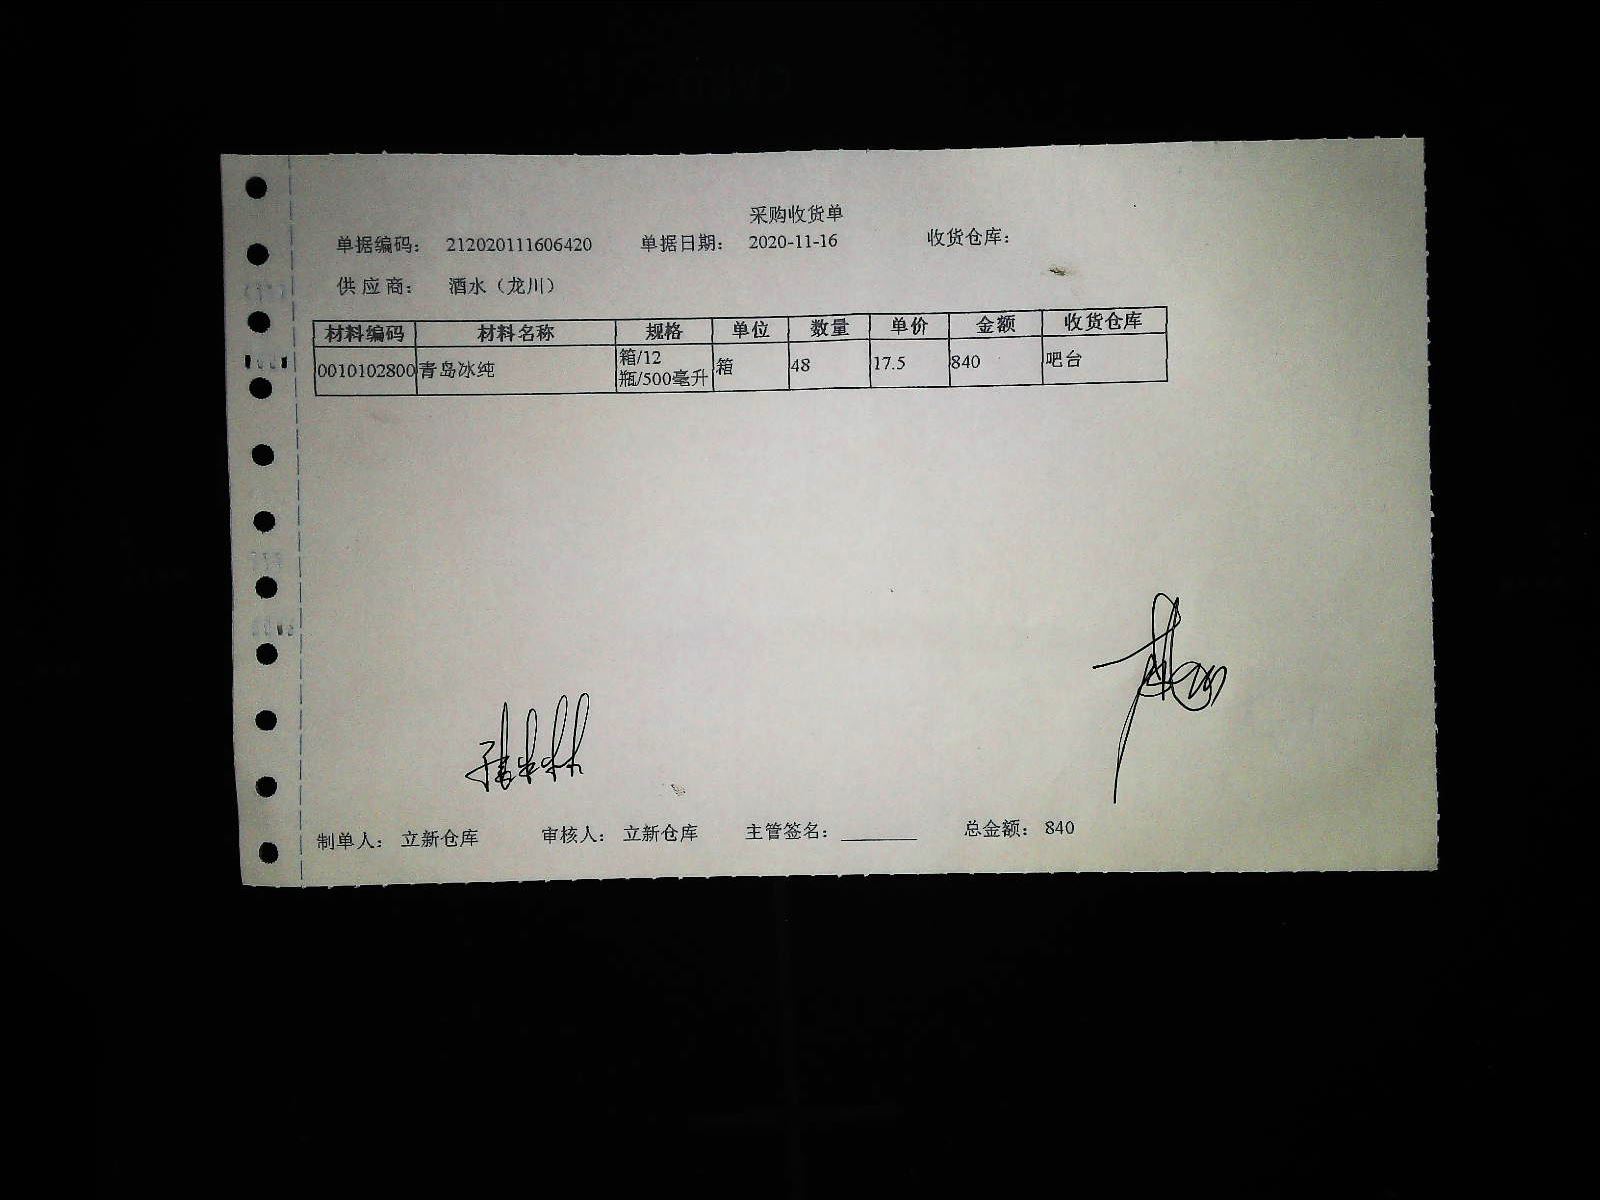 采购收货单
单据编码： 212020111606420 单据日期： 2020-11-16 收货仓库：
供 应 商： 酒水（龙川）
材料编码 材料名称 规格 单位 数量 单价 金额 收货仓库
0010102800 青岛冰纯 箱/12瓶/500毫升 箱 48 17.5 840 吧台
制单人： 立新仓库 审核人： 立新仓库 主管签名： ________ 总金额： 840